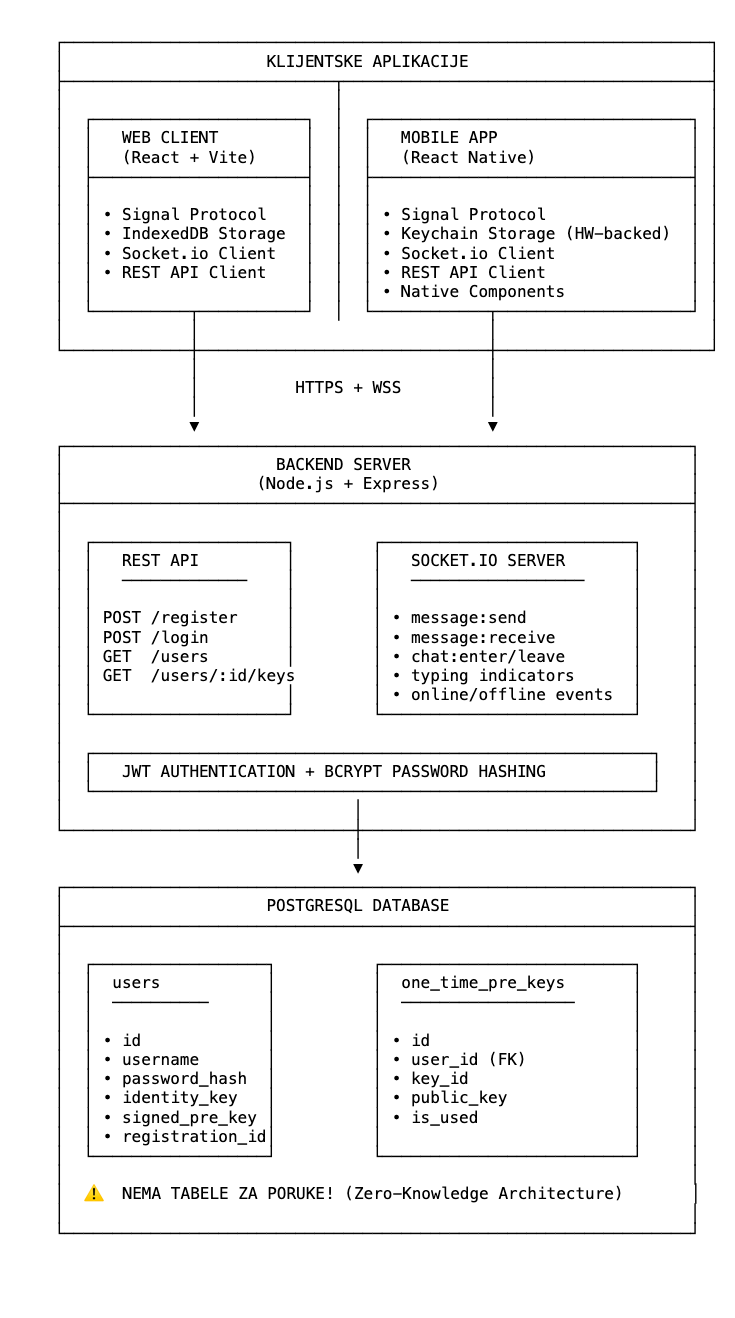 KLIJENTSKE APLIKACIJE
WEB CLIENT
(React + Vite)
• Signal Protocol
• IndexedDB Storage
• Socket.io Client
• REST API Client
MOBILE APP
(React Native)
• Signal Protocol
• Keychain Storage (HW-backed)
• Socket.io Client
• REST API Client
• Native Components
HTTPS + WSS
BACKEND SERVER
(Node.js + Express)
REST API
POST /register
POST /login
GET  /users
GET  /users/:id/keys
SOCKET.IO SERVER
• message:send
• message:receive
• chat:enter/leave
• typing indicators
• online/offline events
JWT AUTHENTICATION + BCRYPT PASSWORD HASHING
POSTGRESQL DATABASE
users
• id
• username
• password_hash
• identity_key
• signed_pre_key
• registration_id
one_time_pre_keys
• id
• user_id (FK)
• key_id
• public_key
• is_used
⚠️ NEMA TABELE ZA PORUKE! (Zero-Knowledge Architecture)